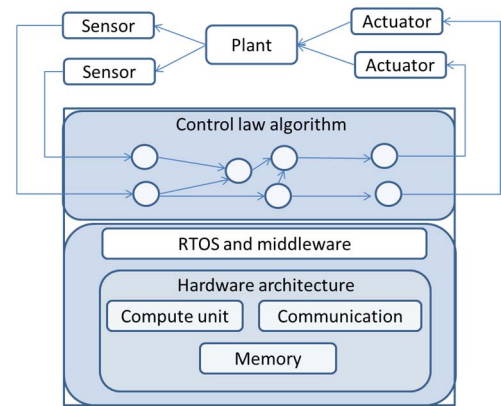 Sensor
Actuator
Plant
Sensor
Actuator
Control law algorithm
RTOS and middleware
Hardware architecture
Compute unit
Communication
Memory